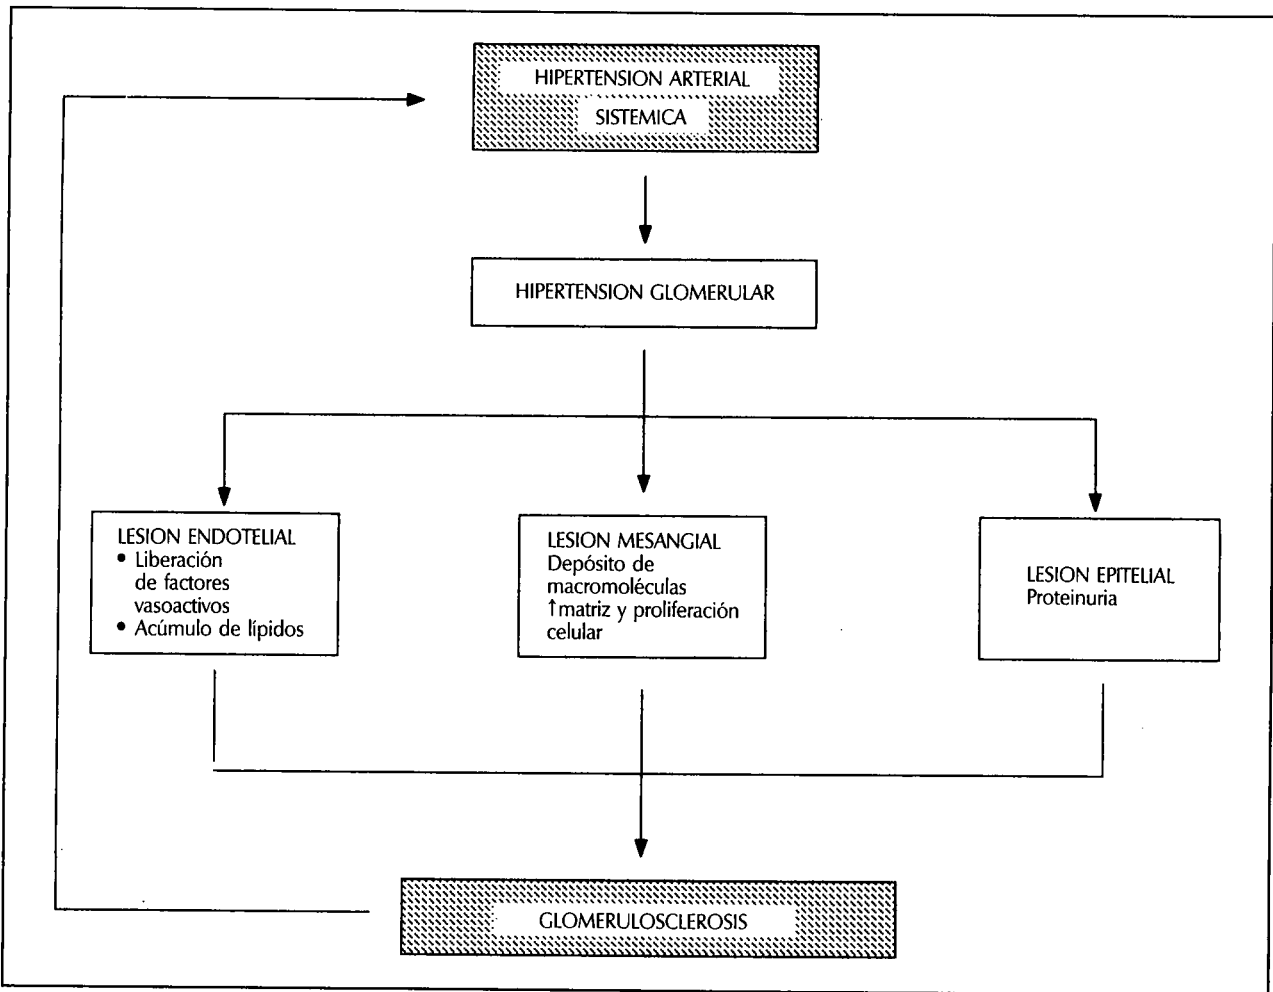 HIPERTENSION ARTERIAL
SISTEMICA
HIPERTENSION GLOMERULAR
LESION ENDOTELIAL
• Liberación
de factores
vasoactivos
• Acúmulo de lípidos
LESION MESANGIAL
Depósito de
macromoléculas
↑matriz y proliferación
celular
LESION EPITELIAL
Proteinuria
GLOMERULOSCLEROSIS